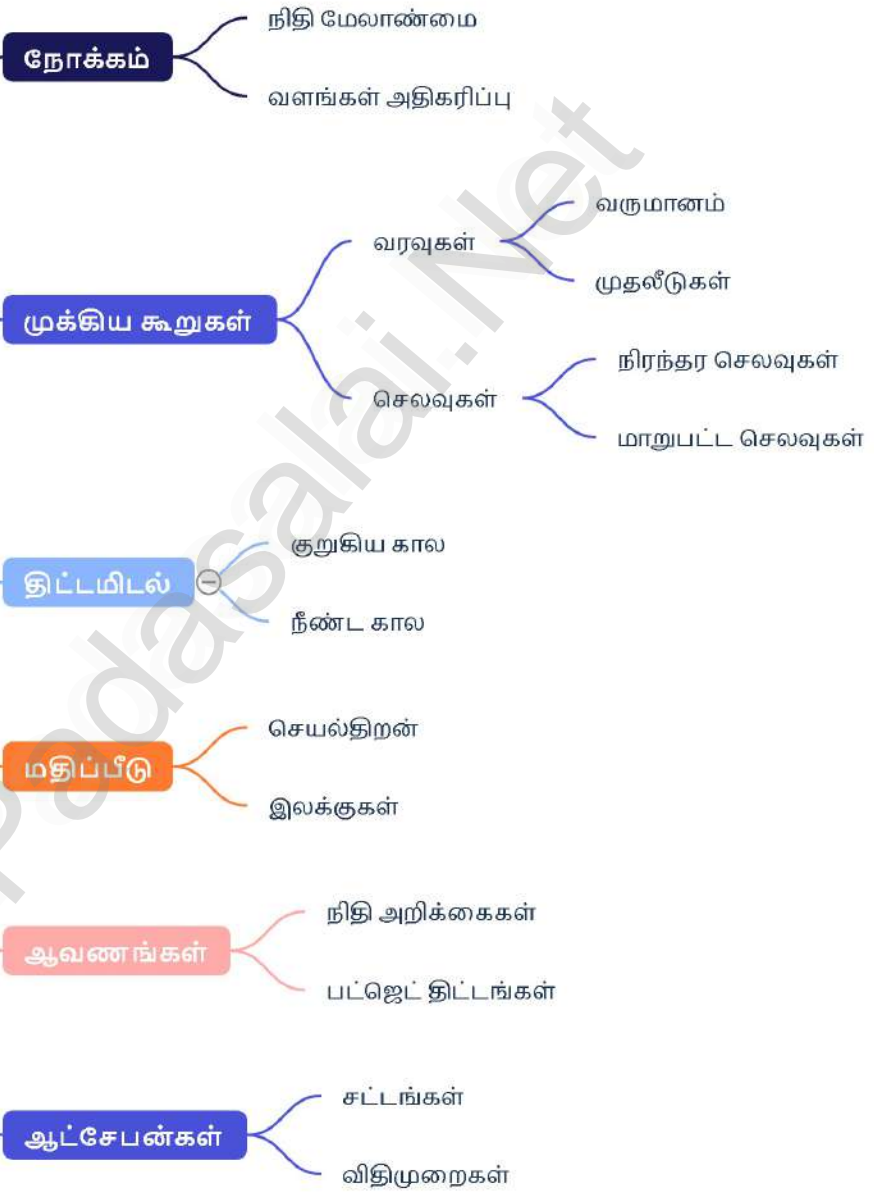 நோக்கம்
நிதி மேலாண்மை
வளங்கள் அதிகரிப்பு
முக்கிய கூறுகள்
வரவுகள்
வருமானம்
முதலீடுகள்
செலவுகள்
நிரந்தர செலவுகள்
மாறுபட்ட செலவுகள்
திட்டமிடல்
குறுகிய கால
நீண்ட கால
மதிப்பீடு
செயல்திறன்
இலக்குகள்
ஆவணங்கள்
நிதி அறிக்கைகள்
பட்ஜெட் திட்டங்கள்
ஆட்சேபன்கள்
சட்டங்கள்
விதிமுறைகள்
Padasalai.Net